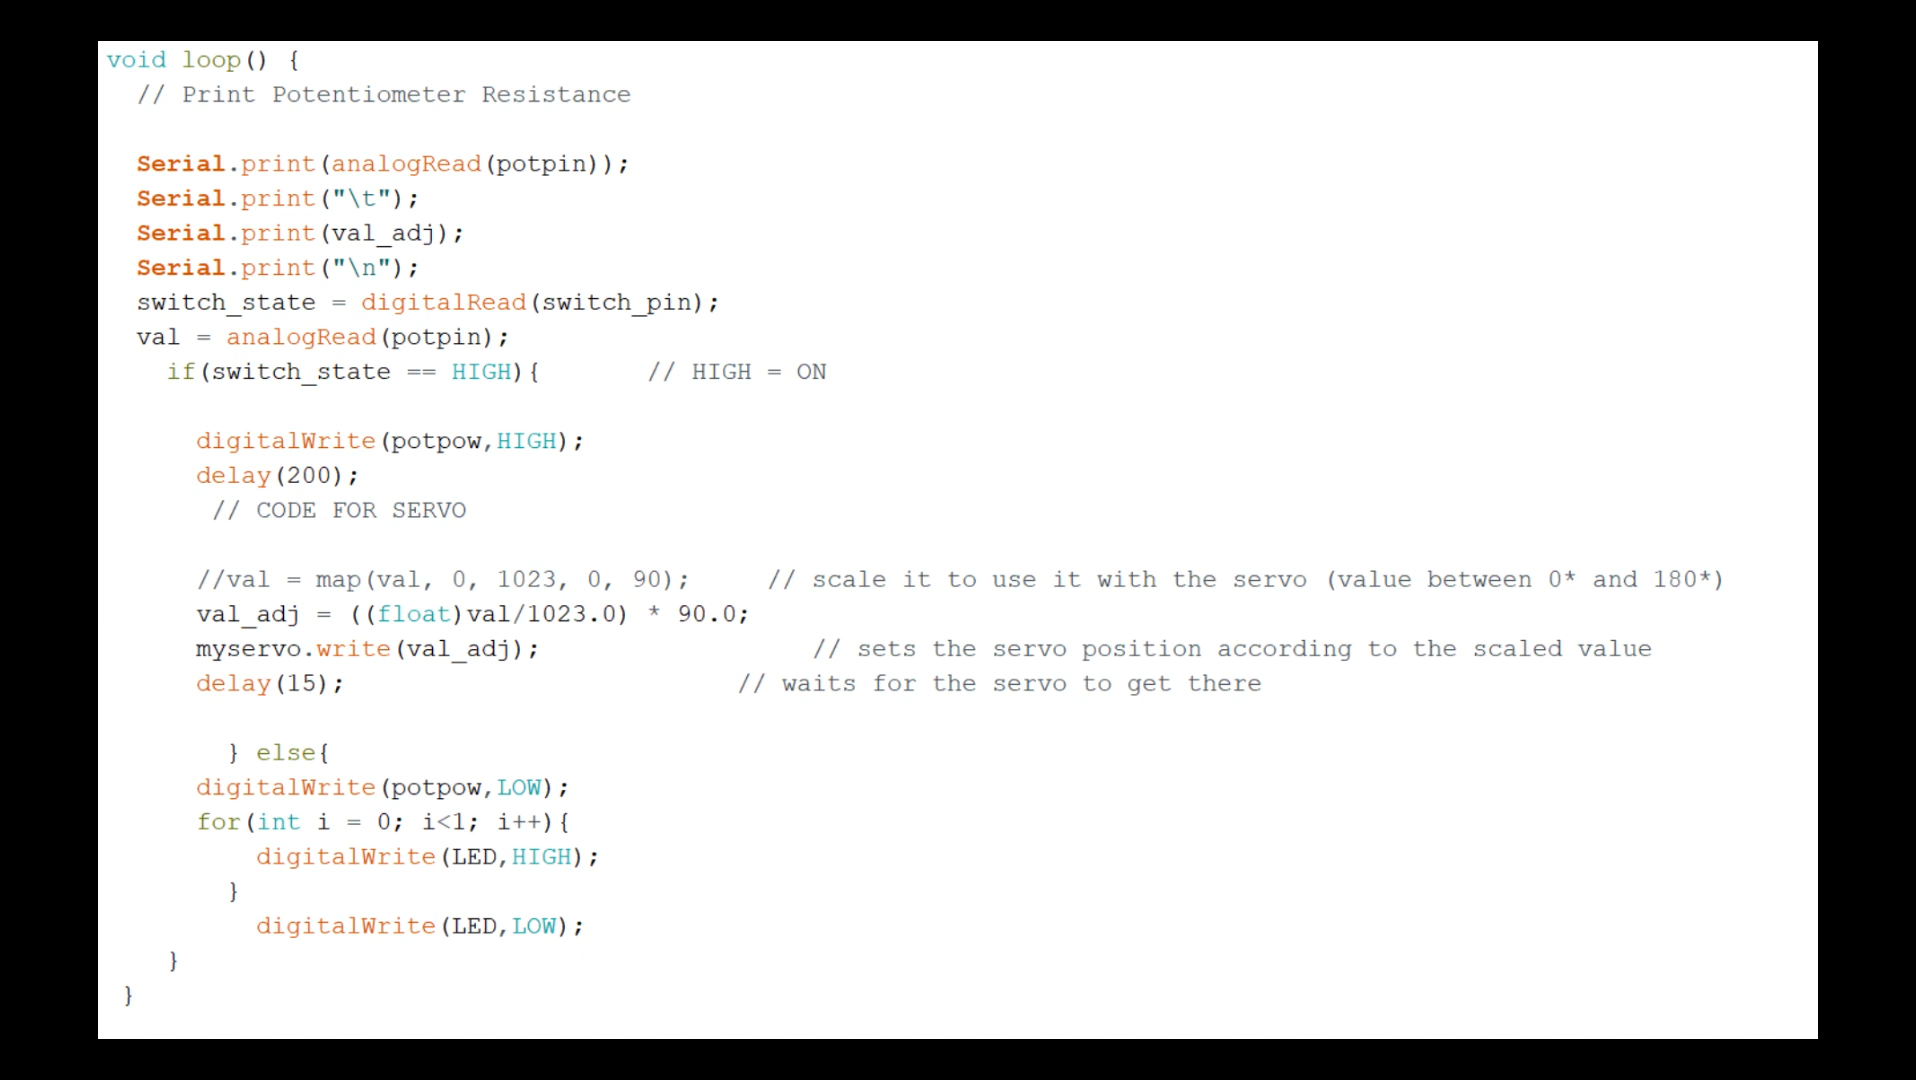 void loop() {
// Print Potentiometer Resistance
Serial.print(analogRead(potpin));
Serial.print("\t");
Serial.print(val_adj);
Serial.print("\n");
switch_state = digitalRead(switch_pin);
val = analogRead(potpin);
if(switch_state == HIGH){ // HIGH = ON
digitalWrite(potpow,HIGH);
delay(200);
// CODE FOR SERVO
//val = map(val, 0, 1023, 0, 90); // scale it to use it with the servo (value between 0* and 180*)
val_adj = ((float)val/1023.0) * 90.0;
myservo.write(val_adj); // sets the servo position according to the scaled value
delay(15); // waits for the servo to get there
} else{
digitalWrite(potpow,LOW);
for(int i = 0; i<1; i++){
digitalWrite(LED,HIGH);
}
digitalWrite(LED,LOW);
}
}